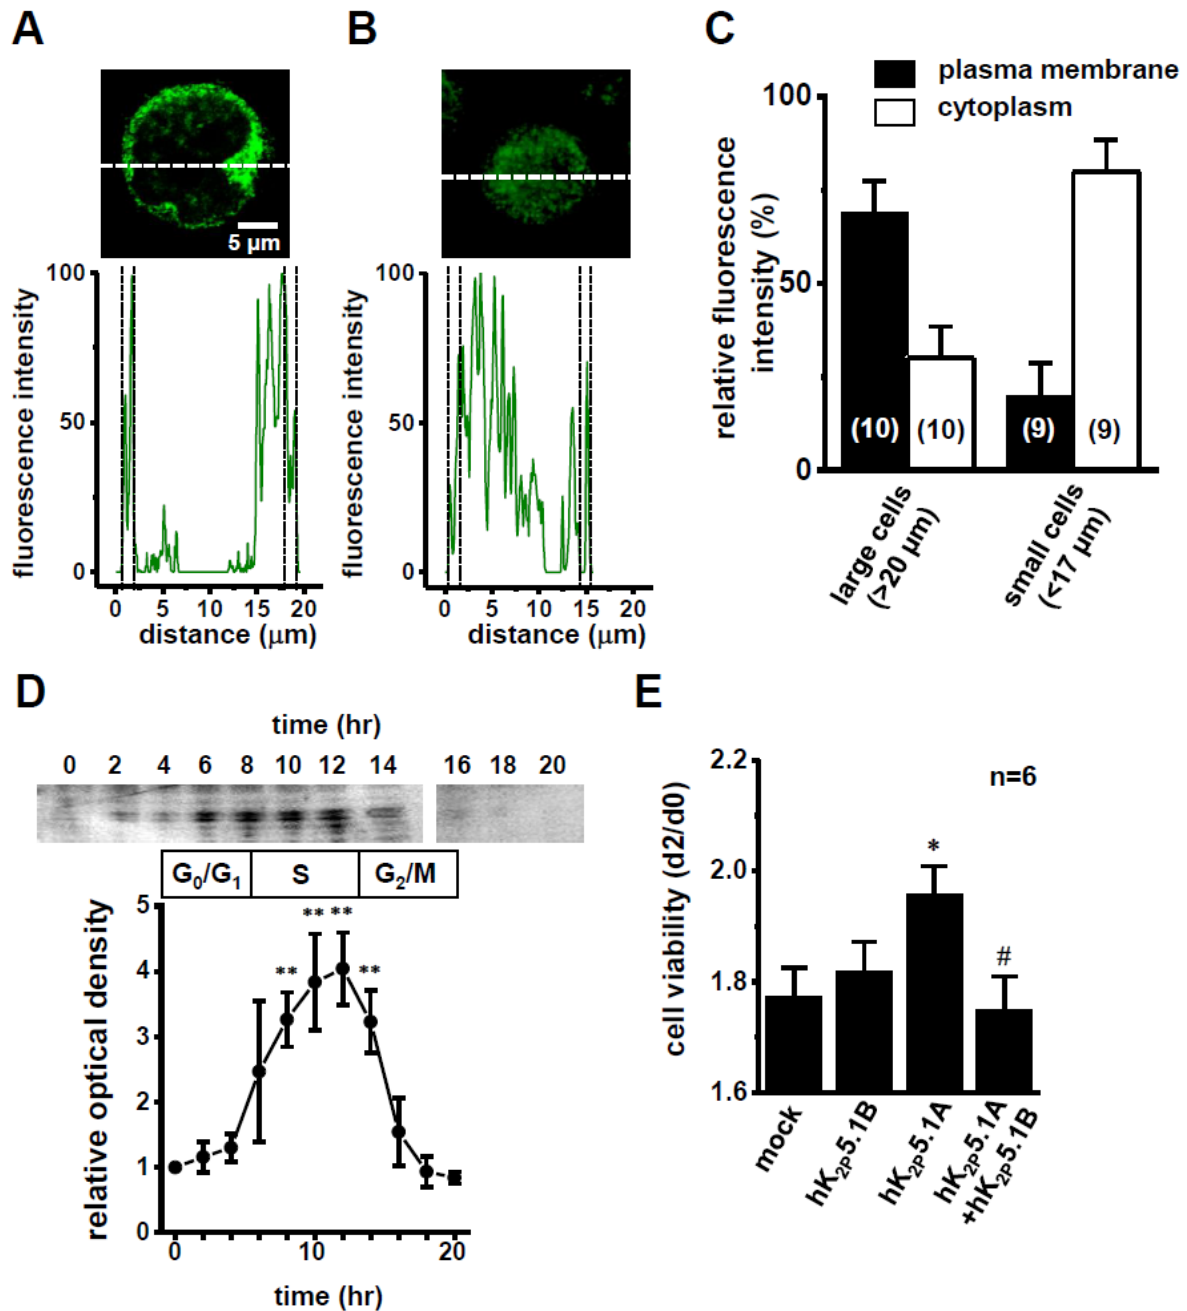 A
B
C
5 µm
100
50
0
fluorescence intensity
0 5 10 15 20
distance (µm)
100
50
0
fluorescence intensity
0 5 10 15 20
distance (µm)
plasma membrane
cytoplasm
100
50
0
relative fluorescence
intensity (%)
(10)
(10)
(9)
(9)
large cells
(>20 µm)
small cells
(<17 µm)
D
time (hr)
0 2 4 6 8 10 12 14 16 18 20
G₀/G₁ S G₂/M
5
4
3
2
1
0
relative optical density
** ** ** **
0 10 20
time (hr)
E
2.2
2.0
1.8
1.6
cell viability (d2/d0)
n=6
*
#
mock
hK₂ₚ5.1B
hK₂ₚ5.1A
hK₂ₚ5.1A
+hK₂ₚ5.1B